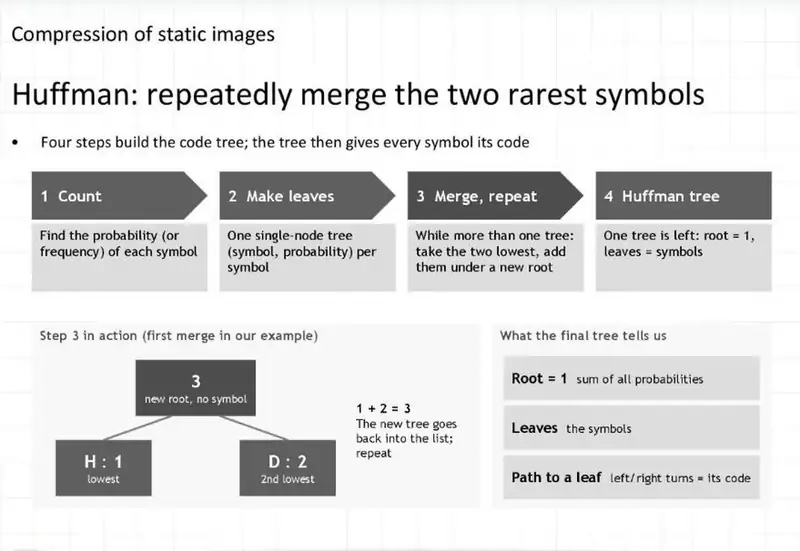 Compression of static images
Huffman: repeatedly merge the two rarest symbols
• Four steps build the code tree; the tree then gives every symbol its code
1 Count
Find the probability (or
frequency) of each symbol
2 Make leaves
One single-node tree
(symbol, probability) per
symbol
3 Merge, repeat
While more than one tree:
take the two lowest, add
them under a new root
4 Huffman tree
One tree is left: root = 1,
leaves = symbols
Step 3 in action (first merge in our example)
3
new root, no symbol
H : 1
lowest
D : 2
2nd lowest
1 + 2 = 3
The new tree goes
back into the list;
repeat
What the final tree tells us
Root = 1 sum of all probabilities
Leaves the symbols
Path to a leaf left/right turns = its code